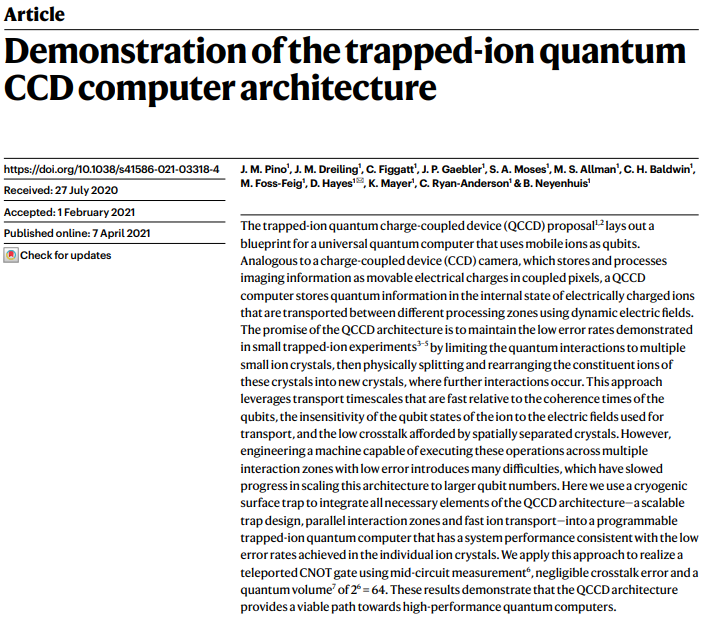 Article
Demonstration of the trapped-ion quantum
CCD computer architecture
https://doi.org/10.1038/s41586-021-03318-4
Received: 27 July 2020
Accepted: 1 February 2021
Published online: 7 April 2021
Check for updates
J. M. Pino¹, J. M. Dreiling¹, C. Figgatt¹, J. P. Gaebler¹, S. A. Moses¹, M. S. Allman¹, C. H. Baldwin¹,
M. Foss-Feig¹, D. Hayes¹✉, K. Mayer¹, C. Ryan-Anderson¹ & B. Neyenhuis¹
The trapped-ion quantum charge-coupled device (QCCD) proposal¹,² lays out a
blueprint for a universal quantum computer that uses mobile ions as qubits.
Analogous to a charge-coupled device (CCD) camera, which stores and processes
imaging information as movable electrical charges in coupled pixels, a QCCD
computer stores quantum information in the internal state of electrically charged ions
that are transported between different processing zones using dynamic electric fields.
The promise of the QCCD architecture is to maintain the low error rates demonstrated
in small trapped-ion experiments³⁻⁵ by limiting the quantum interactions to multiple
small ion crystals, then physically splitting and rearranging the constituent ions of
these crystals into new crystals, where further interactions occur. This approach
leverages transport timescales that are fast relative to the coherence times of the
qubits, the insensitivity of the qubit states of the ion to the electric fields used for
transport, and the low crosstalk afforded by spatially separated crystals. However,
engineering a machine capable of executing these operations across multiple
interaction zones with low error introduces many difficulties, which have slowed
progress in scaling this architecture to larger qubit numbers. Here we use a cryogenic
surface trap to integrate all necessary elements of the QCCD architecture—a scalable
trap design, parallel interaction zones and fast ion transport—into a programmable
trapped-ion quantum computer that has a system performance consistent with the low
error rates achieved in the individual ion crystals. We apply this approach to realize a
teleported CNOT gate using mid-circuit measurement⁶, negligible crosstalk error and a
quantum volume⁷ of 2⁶ = 64. These results demonstrate that the QCCD architecture
provides a viable path towards high-performance quantum computers.